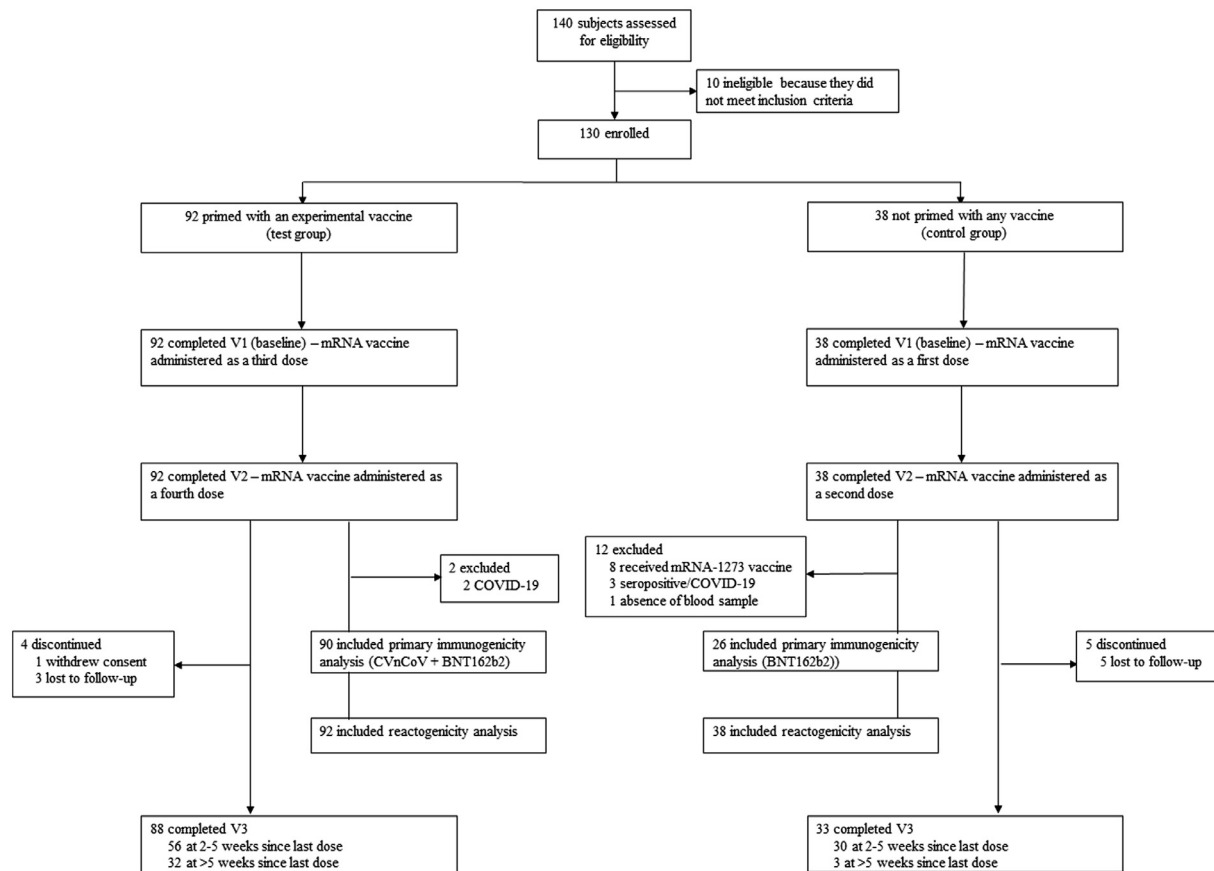 140 subjects assessed
for eligibility
10 ineligible because they did
not meet inclusion criteria
130 enrolled
92 primed with an experimental vaccine
(test group)
38 not primed with any vaccine
(control group)
92 completed V1 (baseline) – mRNA vaccine
administered as a third dose
38 completed V1 (baseline) – mRNA vaccine
administered as a first dose
92 completed V2 – mRNA vaccine administered as
a fourth dose
38 completed V2 – mRNA vaccine administered as
a second dose
2 excluded
2 COVID-19
12 excluded
8 received mRNA-1273 vaccine
3 seropositive/COVID-19
1 absence of blood sample
4 discontinued
1 withdrew consent
3 lost to follow-up
90 included primary immunogenicity
analysis (CVnCoV + BNT162b2)
26 included primary immunogenicity
analysis (BNT162b2))
5 discontinued
5 lost to follow-up
92 included reactogenicity analysis
38 included reactogenicity analysis
88 completed V3
56 at 2-5 weeks since last dose
32 at >5 weeks since last dose
33 completed V3
30 at 2-5 weeks since last dose
3 at >5 weeks since last dose